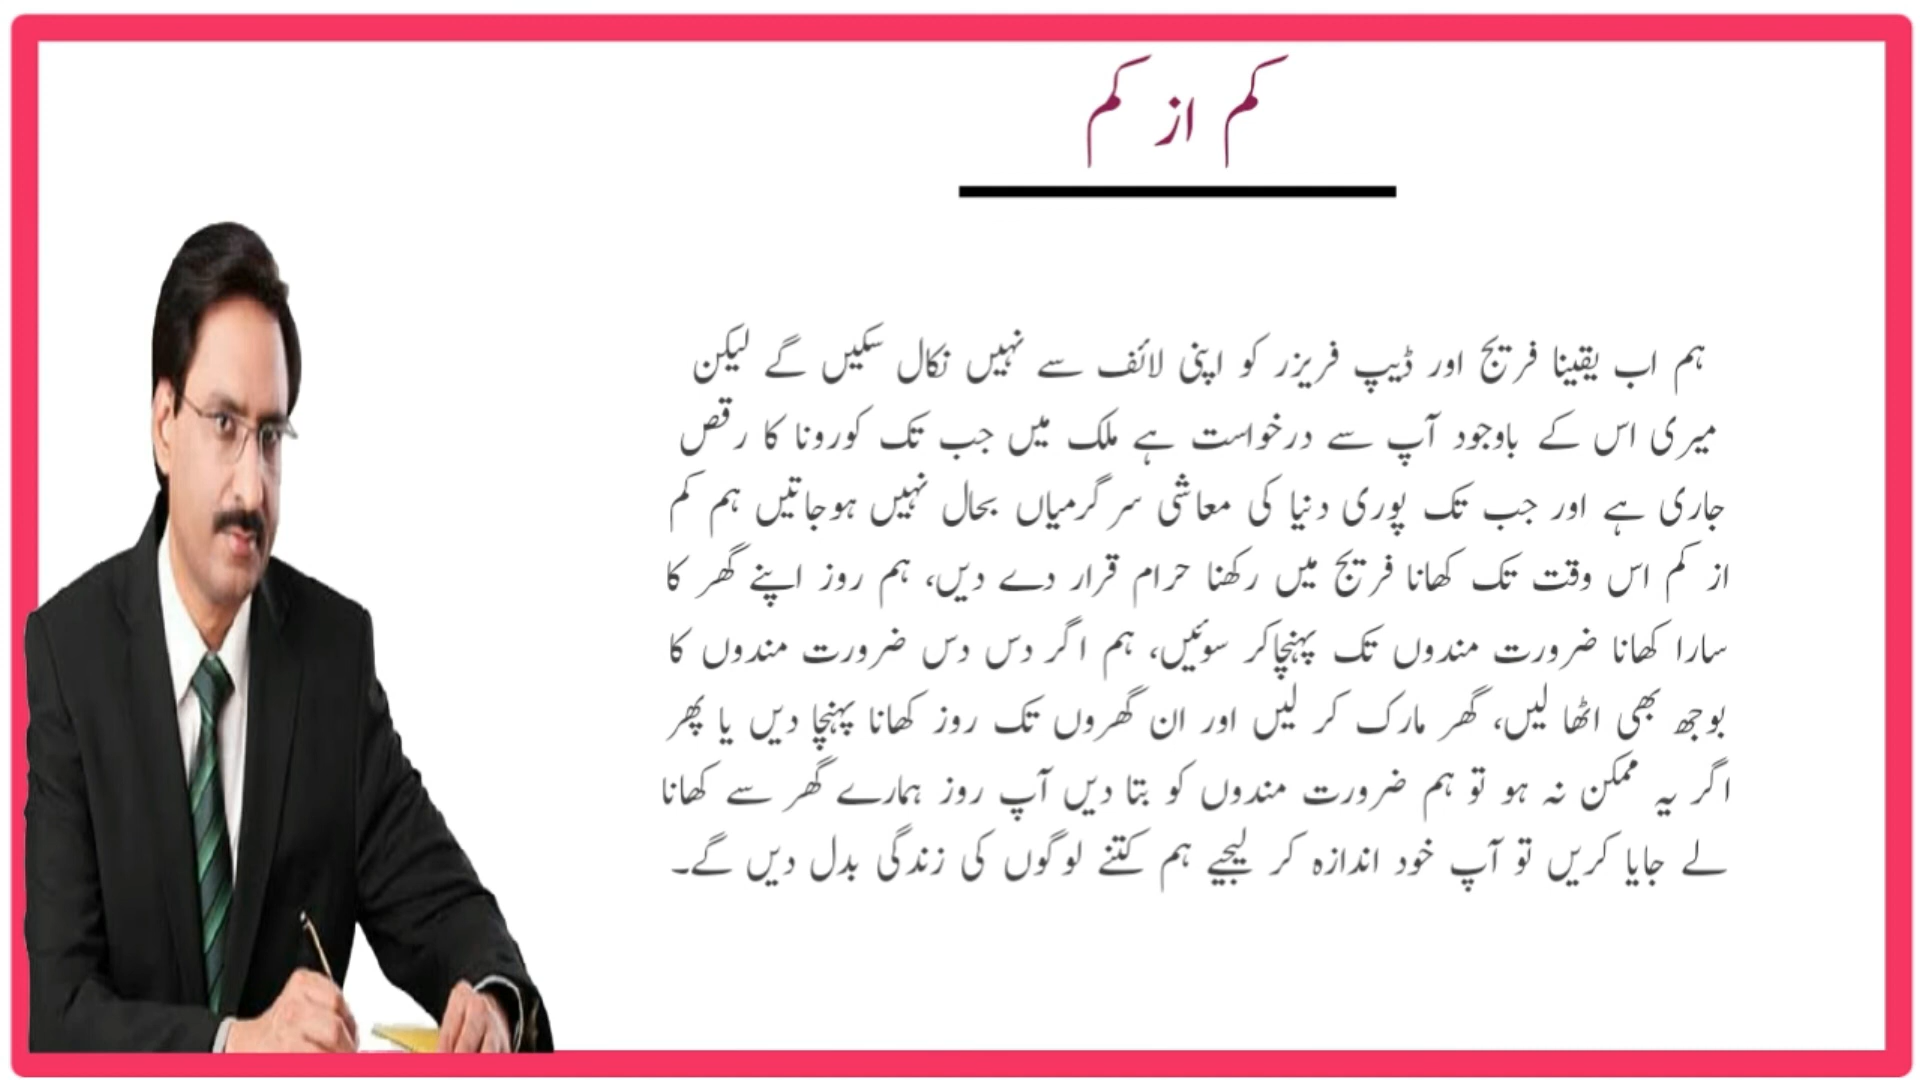 کم از کم
ہم اب یقینا فریج اور ڈیپ فریزر کو اپنی لائف سے نہیں نکال سکیں گے لیکن
میری اس کے باوجود آپ سے درخواست ہے ملک میں جب تک کورونا کا رقص
جاری ہے اور جب تک پوری دنیا کی معاشی سرگرمیاں بحال نہیں ہوجاتیں ہم کم
از کم اس وقت تک کھانا فریج میں رکھنا حرام قرار دے دیں، ہم روز اپنے گھر کا
سارا کھانا ضرورت مندوں تک پہنچاکر سوئیں، ہم اگر دس دس ضرورت مندوں کا
بوجھ بھی اٹھا لیں، گھر مارک کر لیں اور ان گھروں تک روز کھانا پہنچا دیں یا پھر
اگر یہ ممکن نہ ہو تو ہم ضرورت مندوں کو بتا دیں آپ روز ہمارے گھر سے کھانا
لے جایا کریں تو آپ خود اندازہ کر لیجیے ہم کتنے لوگوں کی زندگی بدل دیں گے۔